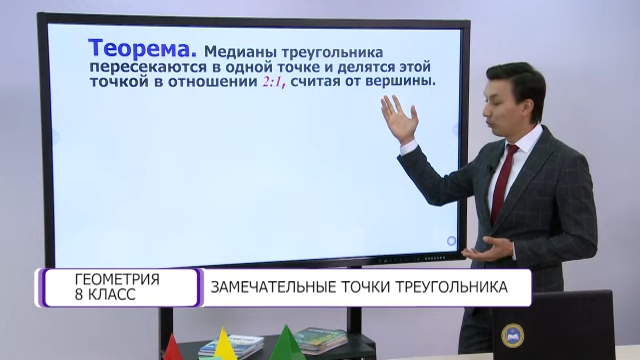 Теорема. Медианы треугольника
пересекаются в одной точке и делятся этой
точкой в отношении 2:1, считая от вершины.
ГЕОМЕТРИЯ
8 КЛАСС
ЗАМЕЧАТЕЛЬНЫЕ ТОЧКИ ТРЕУГОЛЬНИКА